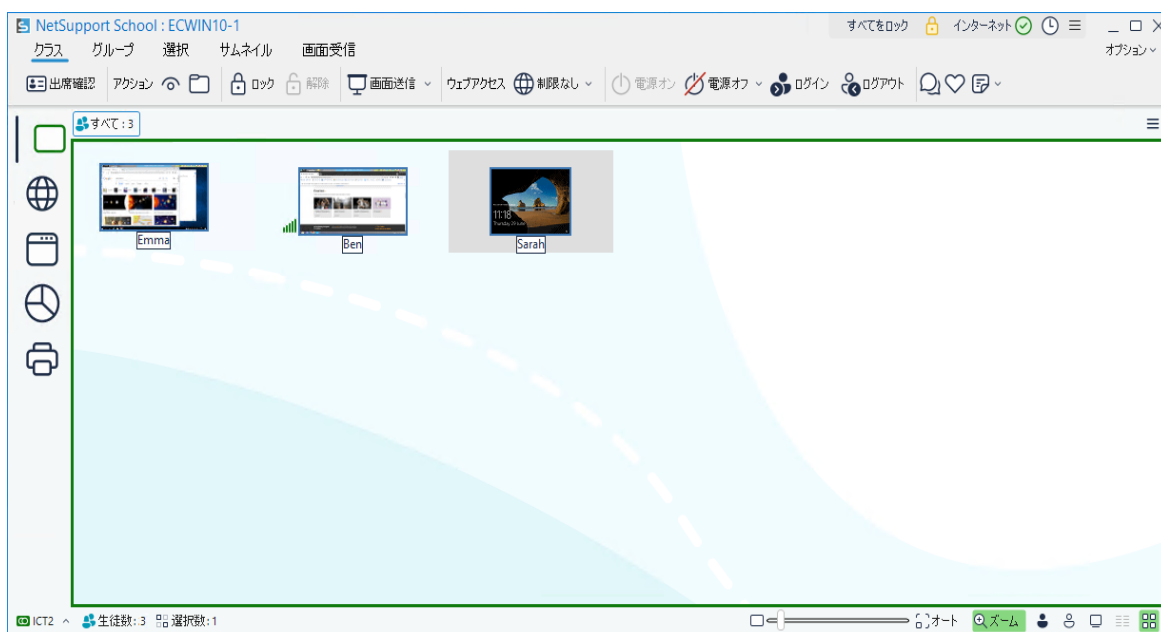 NetSupport School : ECWIN10-1
すべてをロック インターネット
クラス グループ 選択 サムネイル 画面受信 オプション
出席確認 アクション ロック 解除 画面送信 ウェブアクセス 制限なし 電源オン 電源オフ ログイン ログアウト
すべて : 3
11:18
Emma Ben Sarah
ICT2 生徒数: 3 選択数: 1 オート ズーム